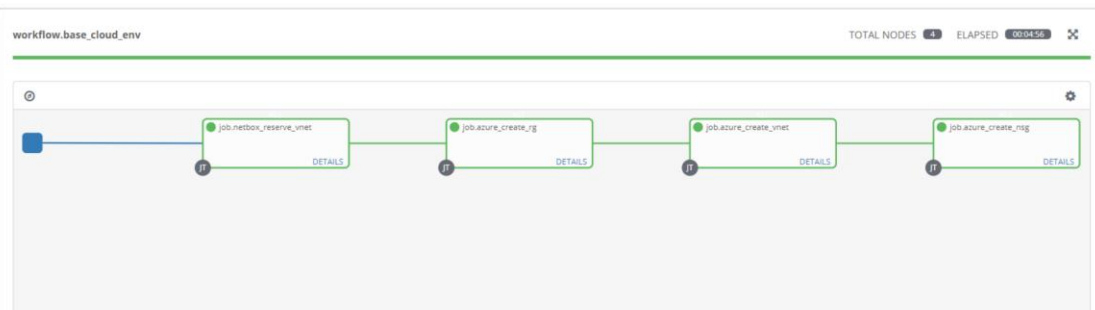 workflow.base_cloud_env
TOTAL NODES 4 ELAPSED 00:04:56
job.netbox_reserve_vnet
DETAILS
JT
job.azure_create_rg
DETAILS
JT
job.azure_create_vnet
DETAILS
JT
job.azure_create_nsg
DETAILS
JT